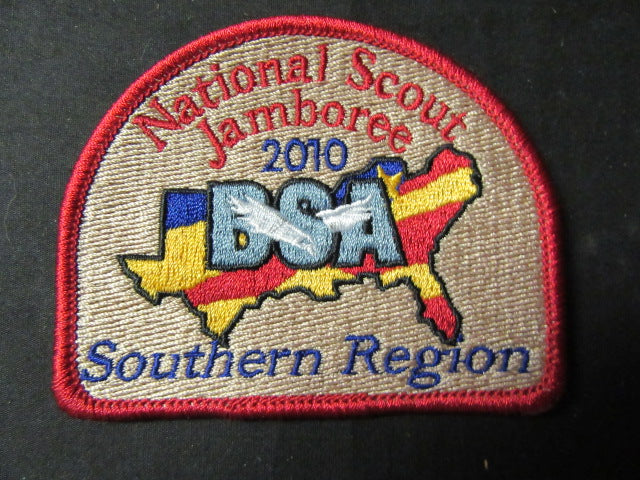 National Scout
Jamboree
2010
BSA
Southern Region